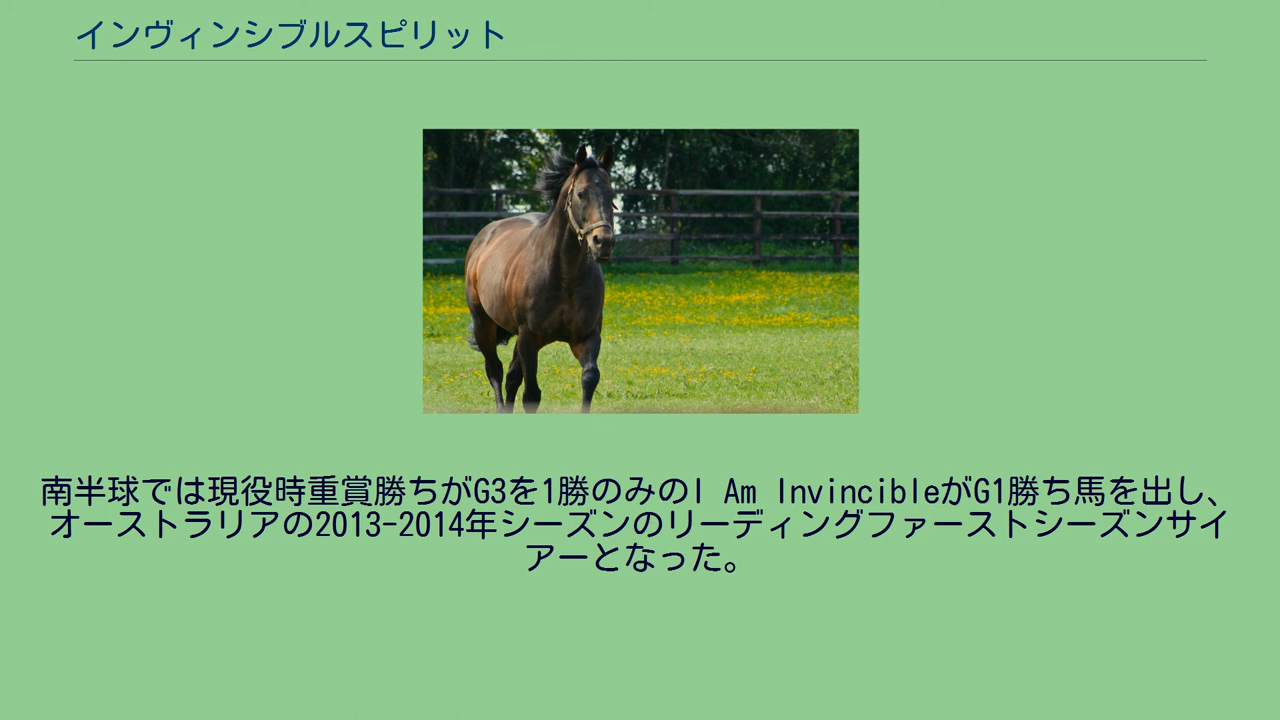 インヴィンシブルスピリット
南半球では現役時重賞勝ちがG3を1勝のみのI Am InvincibleがG1勝ち馬を出し、
オーストラリアの2013-2014年シーズンのリーディングファーストシーズンサイ
アーとなった。